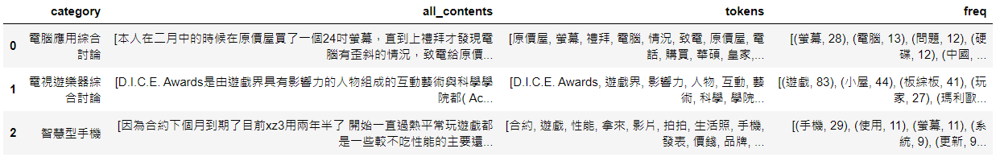 category all_contents tokens freq
0 電腦應用綜合討論 [本人在二月中的時候在原價屋買了一個24吋螢幕，直到上禮拜才發現電腦有歪斜的情況，致電給原價... [原價屋, 螢幕, 禮拜, 電腦, 情況, 致電, 原價屋, 電話, 購買, 華碩, 皇家,... [(螢幕, 28), (電腦, 13), (問題, 12), (硬碟, 12), (中國, ...
1 電視遊樂器綜合討論 [D.I.C.E. Awards是由遊戲界具有影響力的人物組成的互動藝術與科學學院都( Ac... [D.I.C.E. Awards, 遊戲界, 影響力, 人物, 互動, 藝術, 科學, 學院... [(遊戲, 83), (小屋, 44), (板綜板, 41), (玩家, 27), (瑪利歐...
2 智慧型手機 [因為合約下個月到期了目前xz3用兩年半了 開始一直過熱平常玩遊戲都是一些較不吃性能的主要還... [合約, 遊戲, 性能, 拿來, 影片, 拍拍, 生活照, 手機, 發表, 價錢, 品牌, ... [(手機, 29), (使用, 11), (螢幕, 11), (系統, 9), (更新, 9...